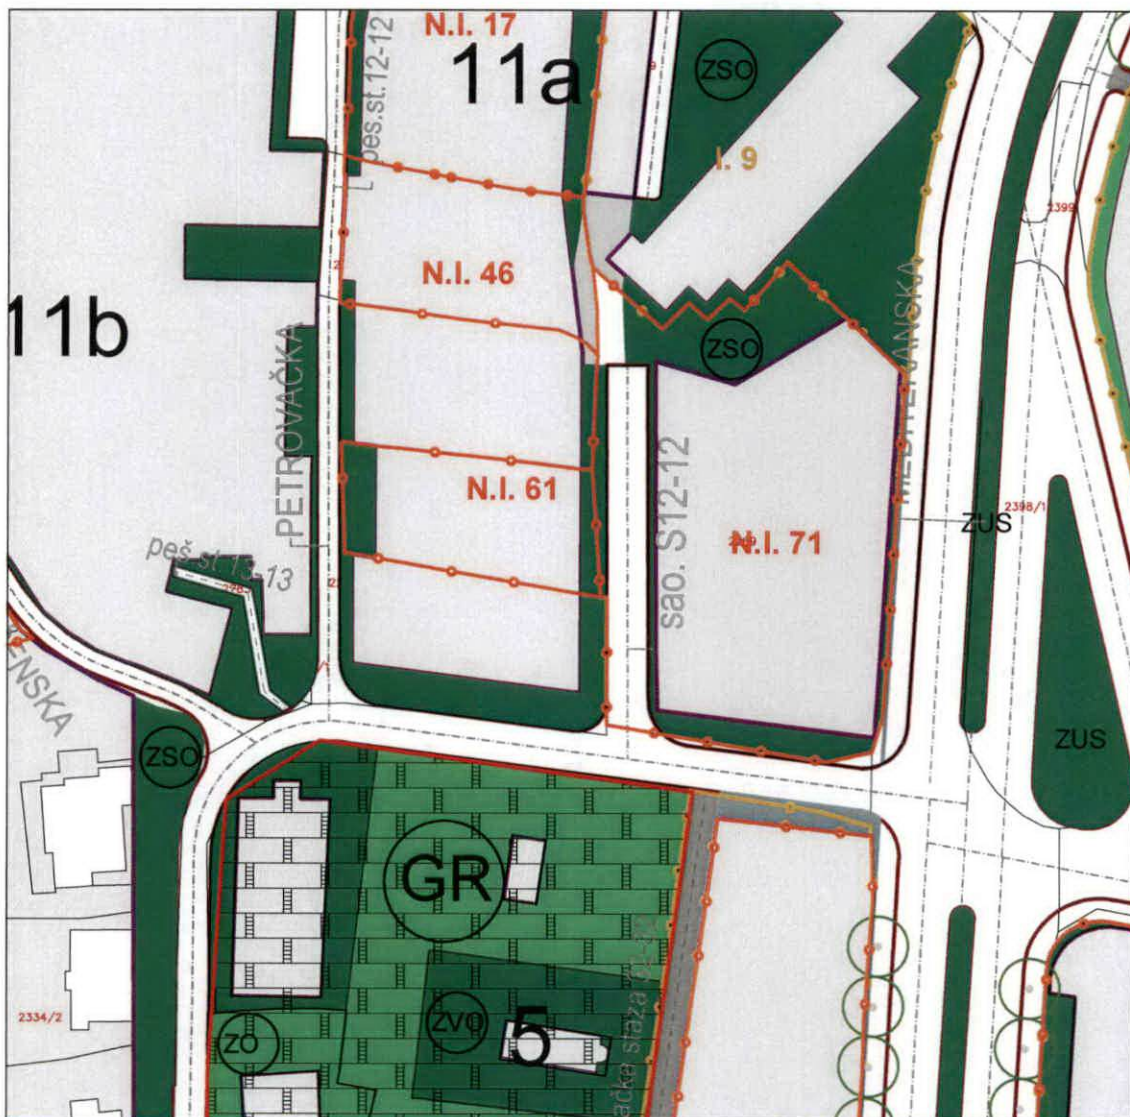 N.I. 17
pes.st.12-12
11a
ZSO
I. 9
2399
N.I. 46
11b
ZSO
PETROVAČKA
MEDITERANSKA
N.I. 61
sao. S12-12
N.I. 71
2398/1
ZUS
peš.st 13-13
ZSO
ZUS
GR
2334/2
ZO
ZVO
5